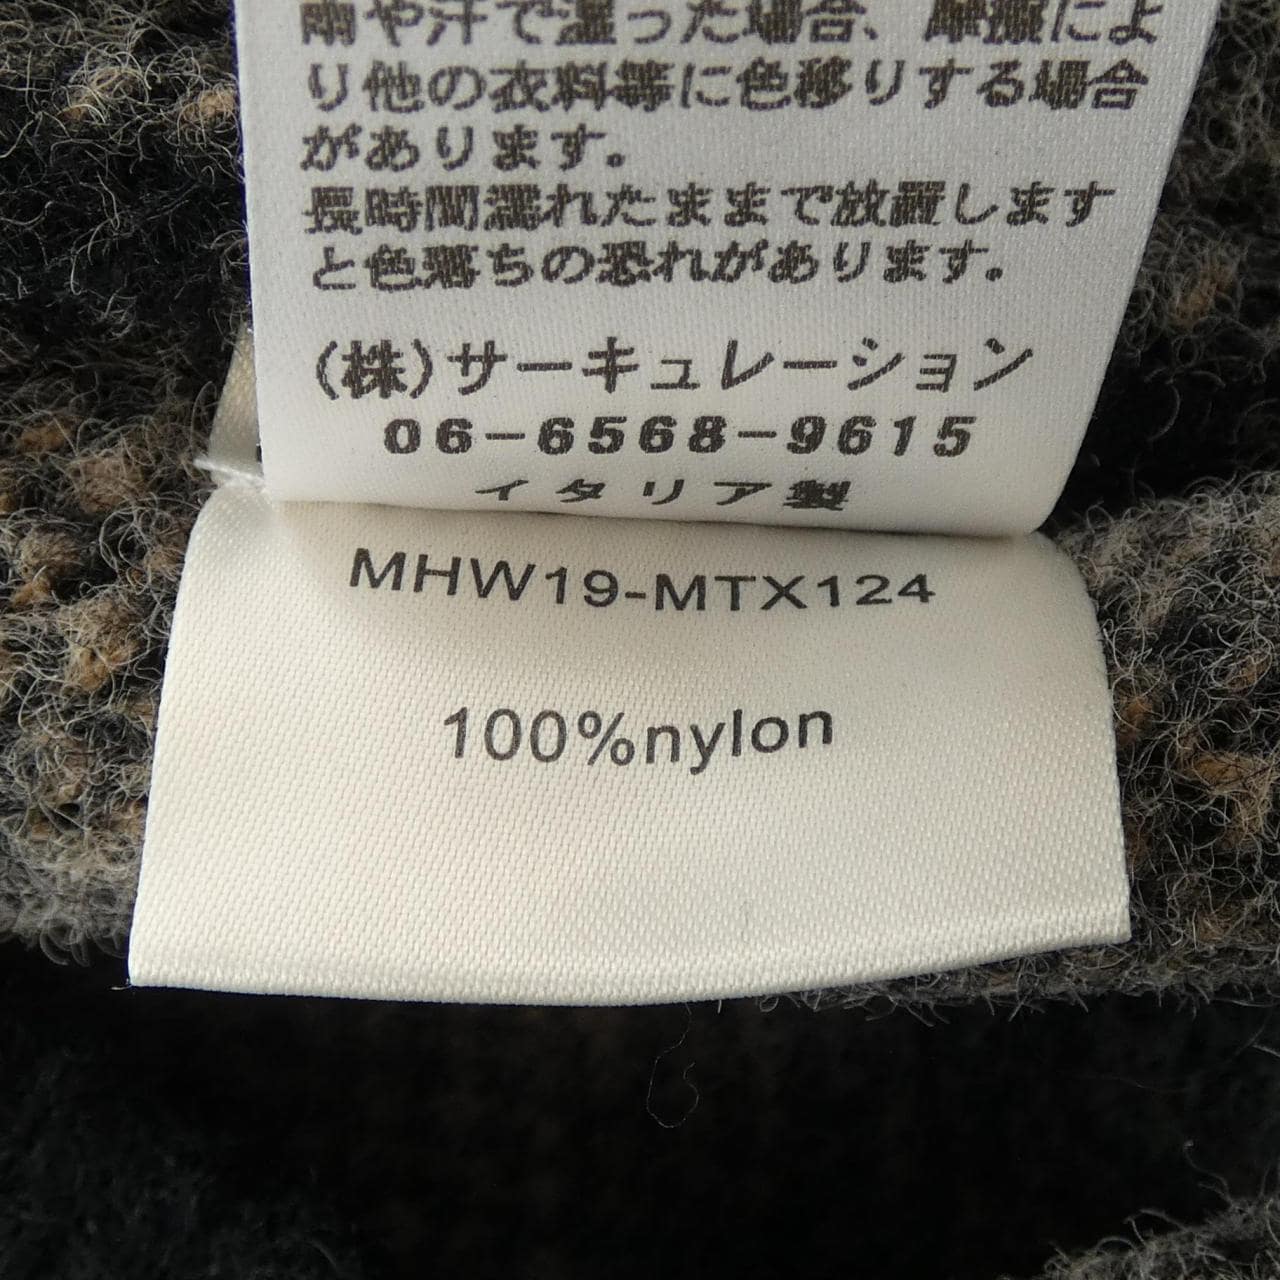 雨や汗で湿った場合、摩擦によ
り他の衣料等に色移りする場合
があります。
長時間濡れたままで放置します
と色落ちの恐れがあります。
(株)サーキュレーション
06-6568-9615
イタリア製
MHW19-MTX124
100%nylon